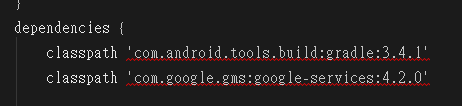 }
dependencies {
classpath 'com.android.tools.build:gradle:3.4.1'
classpath 'com.google.gms:google-services:4.2.0'